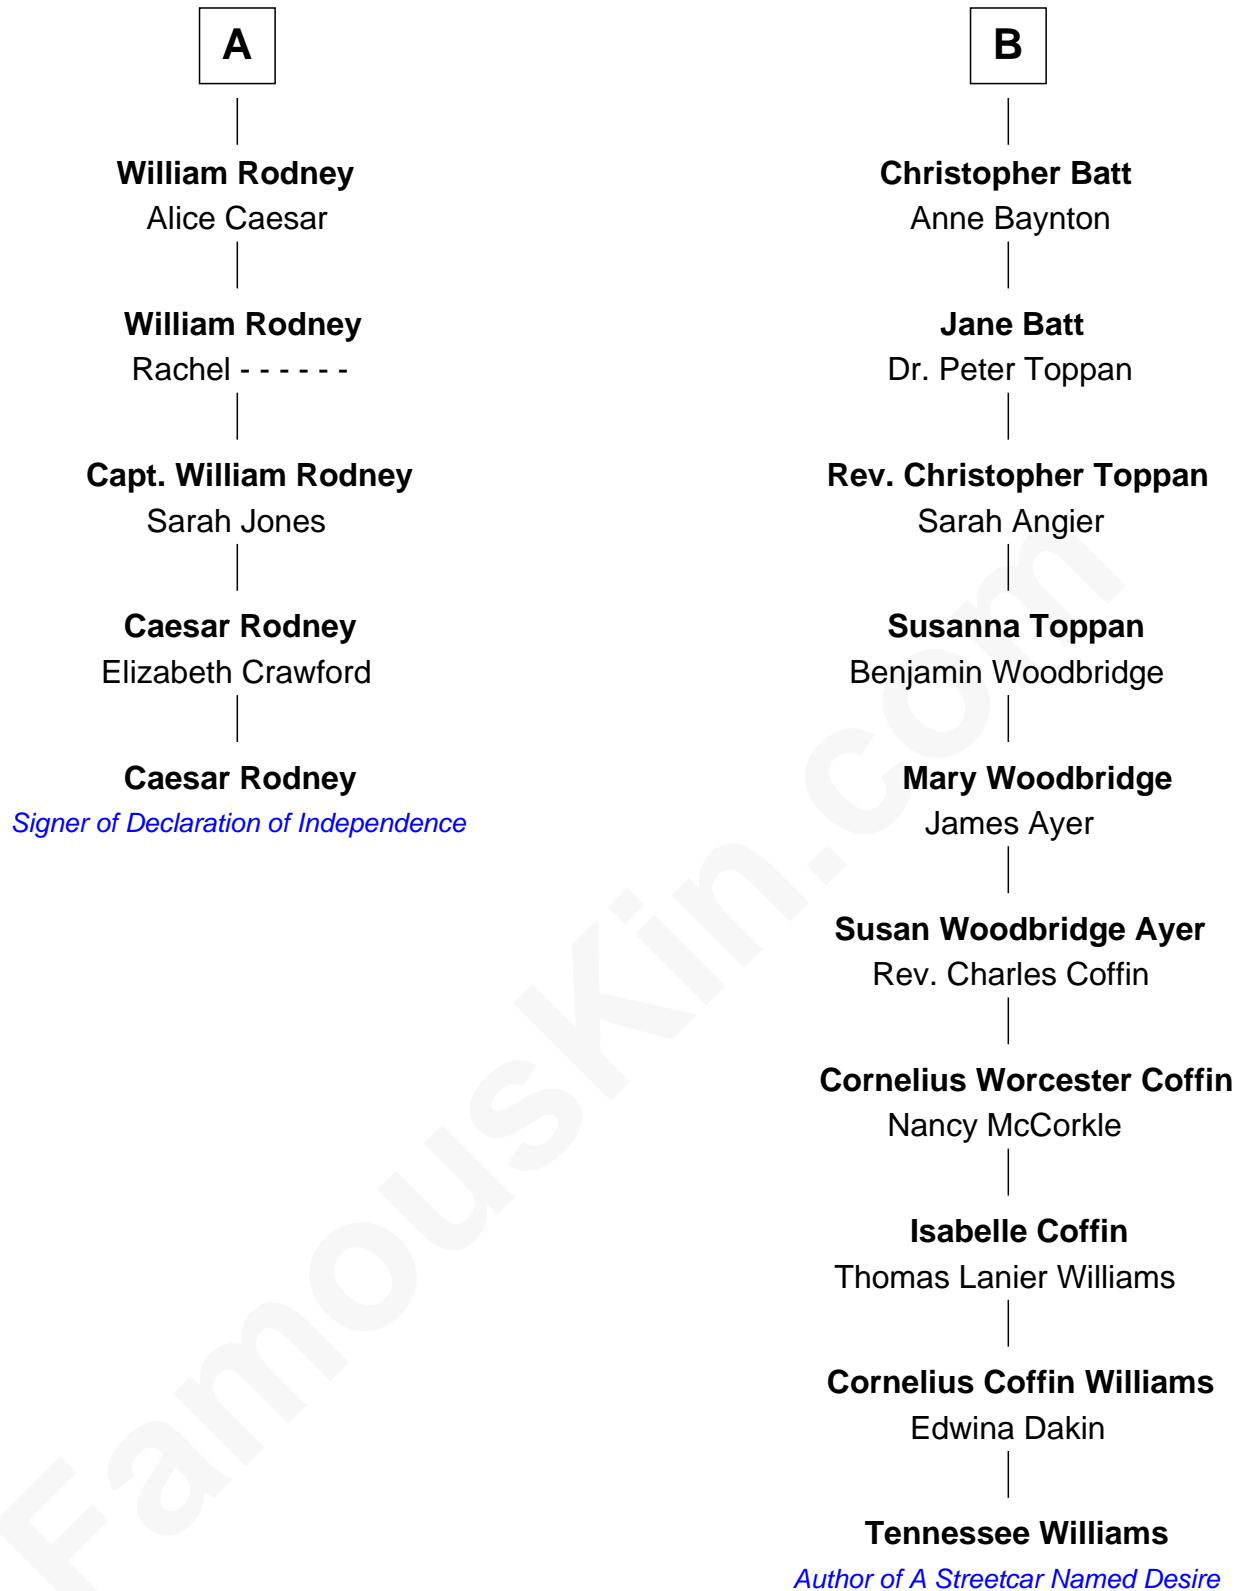 A
William Rodney
Alice Caesar
William Rodney
Rachel - - - - - -
Capt. William Rodney
Sarah Jones
Caesar Rodney
Elizabeth Crawford
Caesar Rodney
Signer of Declaration of Independence
B
Christopher Batt
Anne Baynton
Jane Batt
Dr. Peter Toppan
Rev. Christopher Toppan
Sarah Angier
Susanna Toppan
Benjamin Woodbridge
Mary Woodbridge
James Ayer
Susan Woodbridge Ayer
Rev. Charles Coffin
Cornelius Worcester Coffin
Nancy McCorkle
Isabelle Coffin
Thomas Lanier Williams
Cornelius Coffin Williams
Edwina Dakin
Tennessee Williams
Author of A Streetcar Named Desire
FamousKin.com